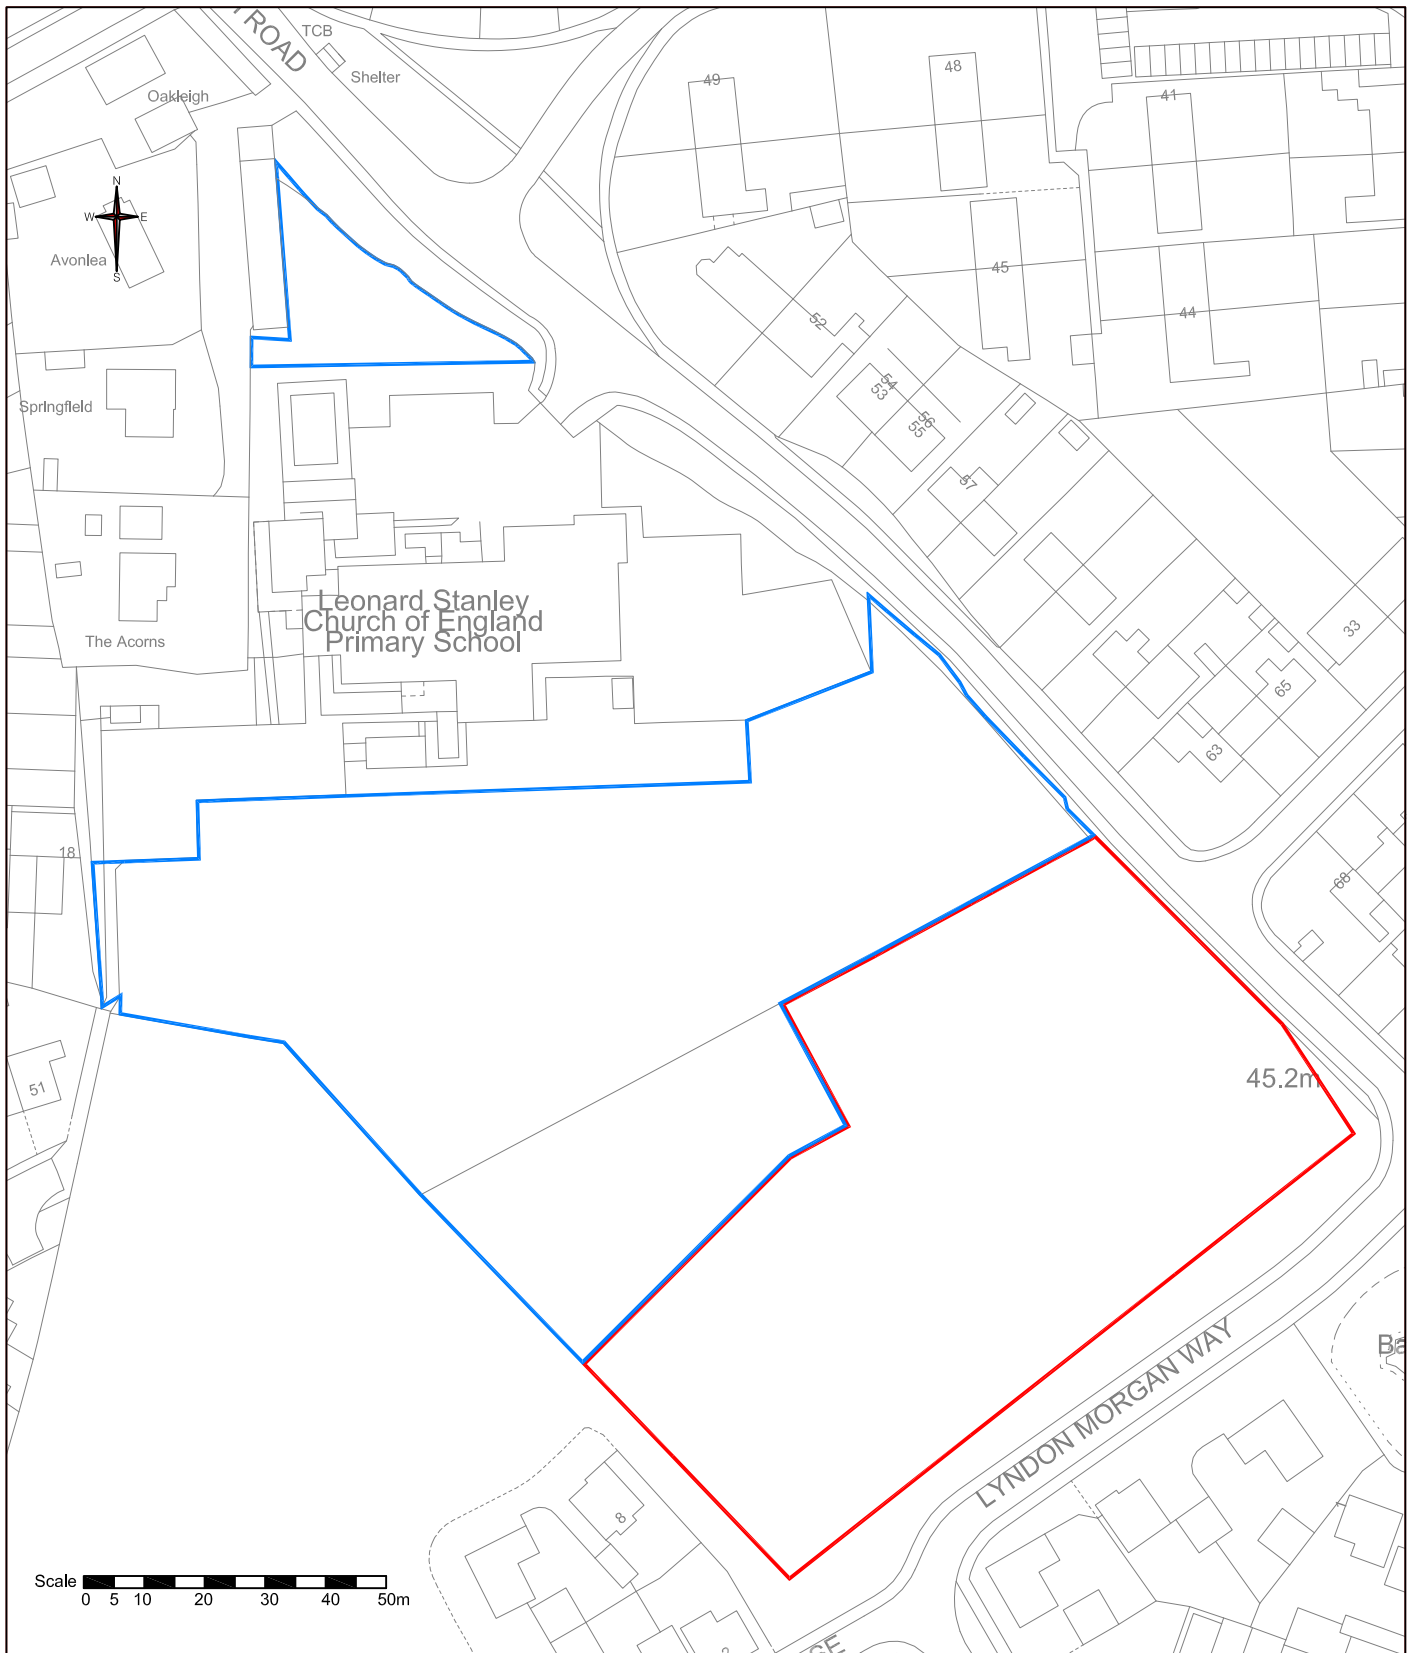 ROAD
TCB
Shelter
Oakleigh
49
48
41
N
W E
S
Avonlea
45
44
52
54
53
56
55
Springfield
57
Leonard Stanley
Church of England
Primary School
The Acorns
33
65
63
18
68
51
45.2m
LYNDON MORGAN WAY
8
Scale
0 5 10 20 30 40 50m